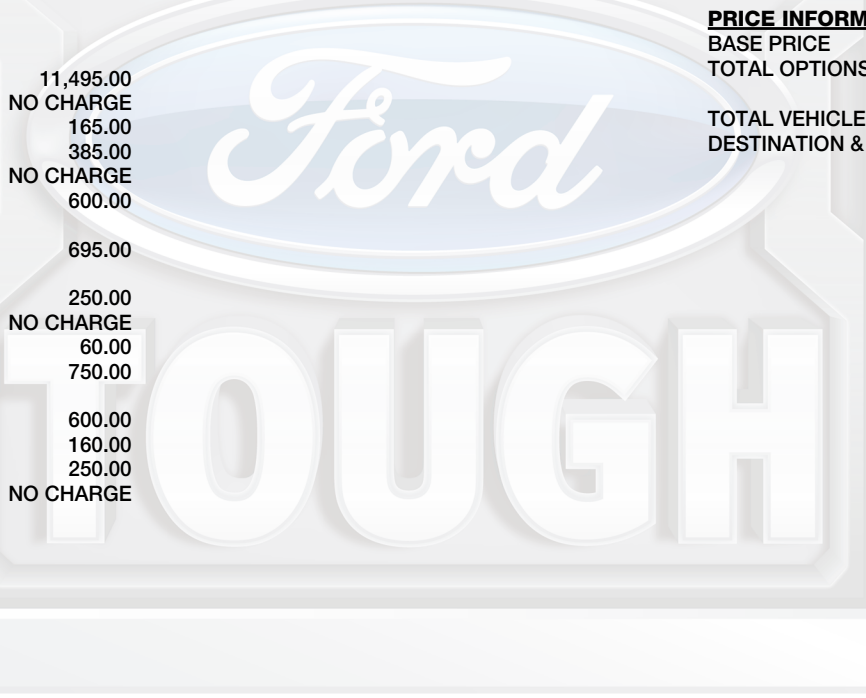 11,495.00
NO CHARGE
165.00
385.00
NO CHARGE
600.00
695.00
250.00
NO CHARGE
60.00
750.00
600.00
160.00
250.00
NO CHARGE
PRICE INFORM
BASE PRICE
TOTAL OPTIONS
TOTAL VEHICLE
DESTINATION &
Ford
TOUGH